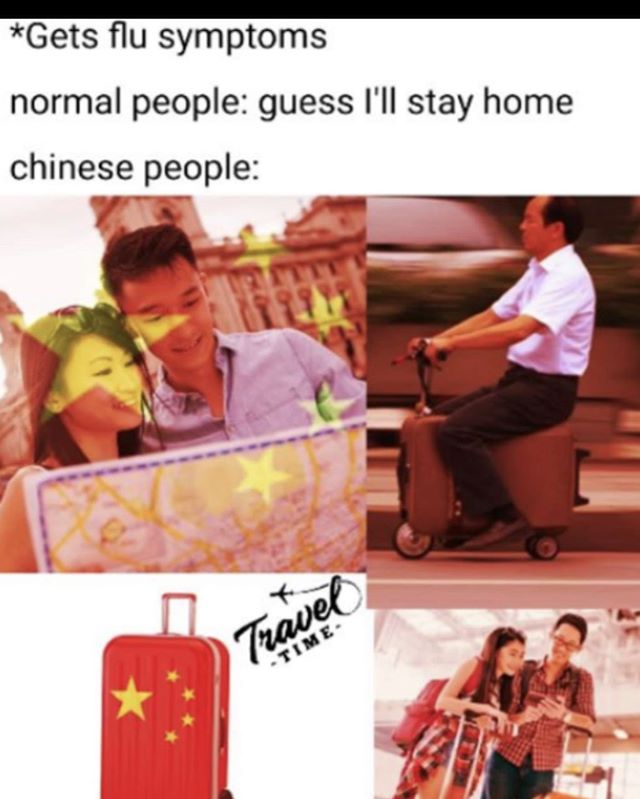 *Gets flu symptoms
normal people: guess I'll stay home
chinese people:
Travel
-TIME-